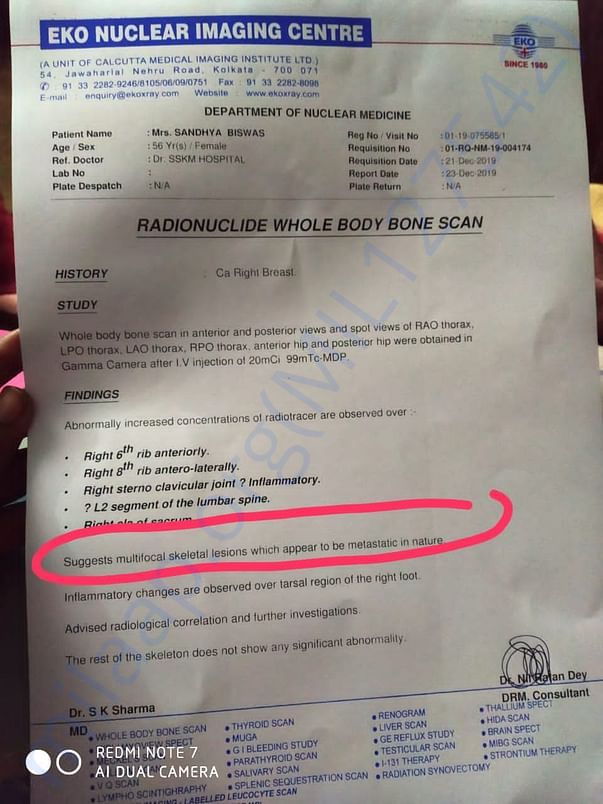 EKO NUCLEAR IMAGING CENTRE
(A UNIT OF CALCUTTA MEDICAL IMAGING INSTITUTE LTD.)
54, Jawaharlal Nehru Road, Kolkata - 700 071
: 91 33 2282-9246/8105/06/09/0751 Fax : 91 33 2282-8098
E-mail : enquiry@ekoxray.com Website : www.ekoxray.com
EKO
SINCE 1980
DEPARTMENT OF NUCLEAR MEDICINE
Patient Name : Mrs. SANDHYA BISWAS Reg No / Visit No : 01-19-075585/1
Age / Sex : 56 Yr(s) / Female Requisition No : 01-RQ-NM-19-004174
Ref. Doctor : Dr. SSKM HOSPITAL Requisition Date : 21-Dec-2019
Lab No : Report Date : 23-Dec-2019
Plate Despatch : N/A Plate Return : N/A
RADIONUCLIDE WHOLE BODY BONE SCAN
HISTORY : Ca Right Breast.
STUDY
Whole body bone scan in anterior and posterior views and spot views of RAO thorax,
LPO thorax, LAO thorax, RPO thorax, anterior hip and posterior hip were obtained in
Gamma Camera after I.V injection of 20mCi 99mTc-MDP.
FINDINGS
Abnormally increased concentrations of radiotracer are observed over :-
• Right 6th rib anteriorly.
• Right 8th rib antero-laterally.
• Right sterno clavicular joint ? Inflammatory.
• ? L2 segment of the lumbar spine.
• Right ala of sacrum
Suggests multifocal skeletal lesions which appear to be metastatic in nature.
Inflammatory changes are observed over tarsal region of the right foot.
Advised radiological correlation and further investigations.
The rest of the skeleton does not show any significant abnormality.
Dr. Rajan Dey
DRM. Consultant
Dr. S K Sharma
MD
• WHOLE BODY BONE SCAN • THYROID SCAN • RENOGRAM • THALLIUM SPECT
SPECT • MUGA • LIVER SCAN • HIDA SCAN
MECKEL'S SCAN • G I BLEEDING STUDY • GE REFLUX STUDY • BRAIN SPECT
• V Q SCAN • PARATHYROID SCAN • TESTICULAR SCAN • MIBG SCAN
• LYMPHO SCINTIGRAPHY • SALIVARY SCAN • I-131 THERAPY • STRONTIUM THERAPY
• SPLENIC SEQUESTRATION SCAN • RADIATION SYNOVECTOMY
IMAGING - LABELLED LEUCOCYTE SCAN
REDMI NOTE 7
AI DUAL CAMERA